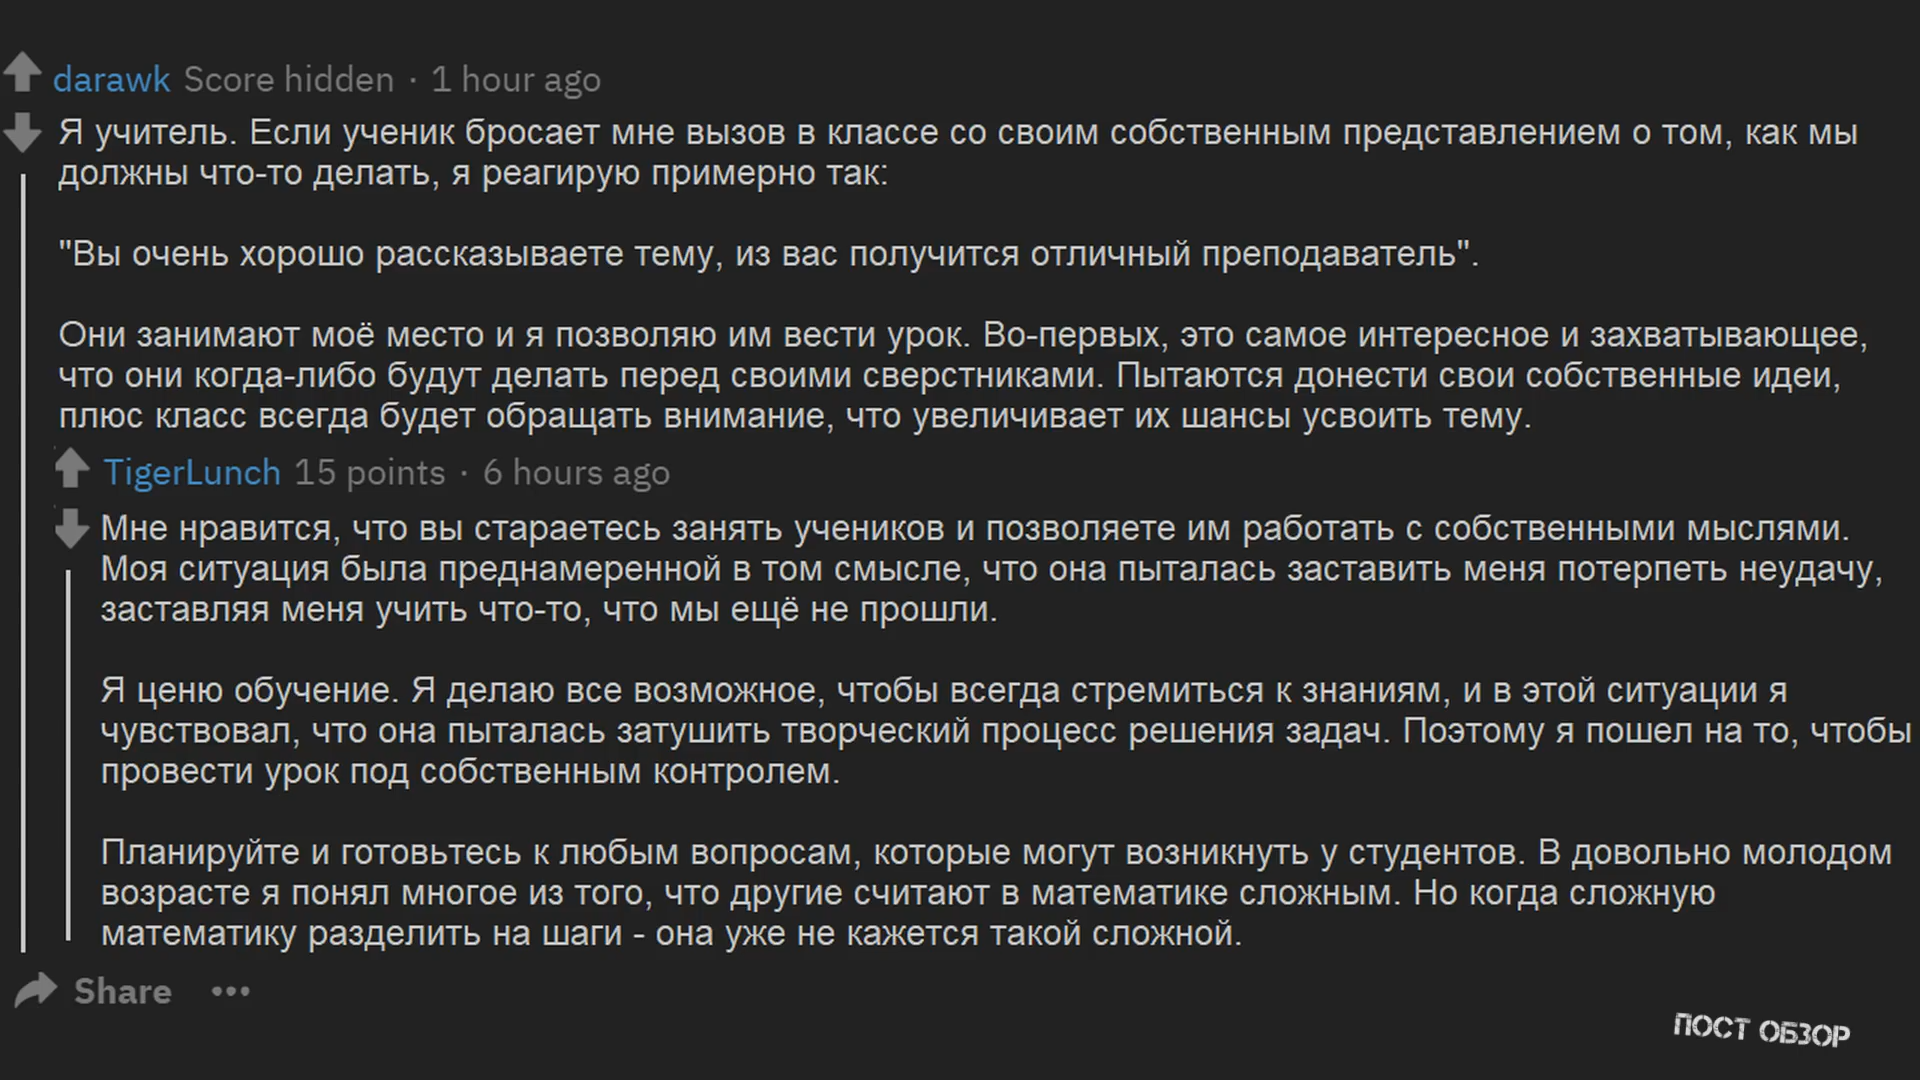 darawk Score hidden · 1 hour ago
Я учитель. Если ученик бросает мне вызов в классе со своим собственным представлением о том, как мы
должны что-то делать, я реагирую примерно так:
"Вы очень хорошо рассказываете тему, из вас получится отличный преподаватель".
Они занимают моё место и я позволяю им вести урок. Во-первых, это самое интересное и захватывающее,
что они когда-либо будут делать перед своими сверстниками. Пытаются донести свои собственные идеи,
плюс класс всегда будет обращать внимание, что увеличивает их шансы усвоить тему.
TigerLunch 15 points · 6 hours ago
Мне нравится, что вы стараетесь занять учеников и позволяете им работать с собственными мыслями.
Моя ситуация была преднамеренной в том смысле, что она пыталась заставить меня потерпеть неудачу,
заставляя меня учить что-то, что мы ещё не прошли.
Я ценю обучение. Я делаю все возможное, чтобы всегда стремиться к знаниям, и в этой ситуации я
чувствовал, что она пыталась затушить творческий процесс решения задач. Поэтому я пошел на то, чтобы
провести урок под собственным контролем.
Планируйте и готовьтесь к любым вопросам, которые могут возникнуть у студентов. В довольно молодом
возрасте я понял многое из того, что другие считают в математике сложным. Но когда сложную
математику разделить на шаги - она уже не кажется такой сложной.
Share •••
ПОСТ ОБЗОР